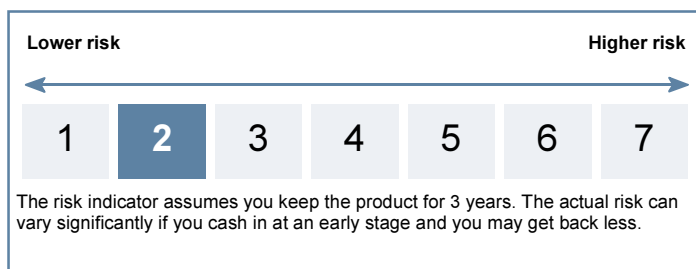 Lower risk Higher risk
1 2 3 4 5 6 7
The risk indicator assumes you keep the product for 3 years. The actual risk can
vary significantly if you cash in at an early stage and you may get back less.